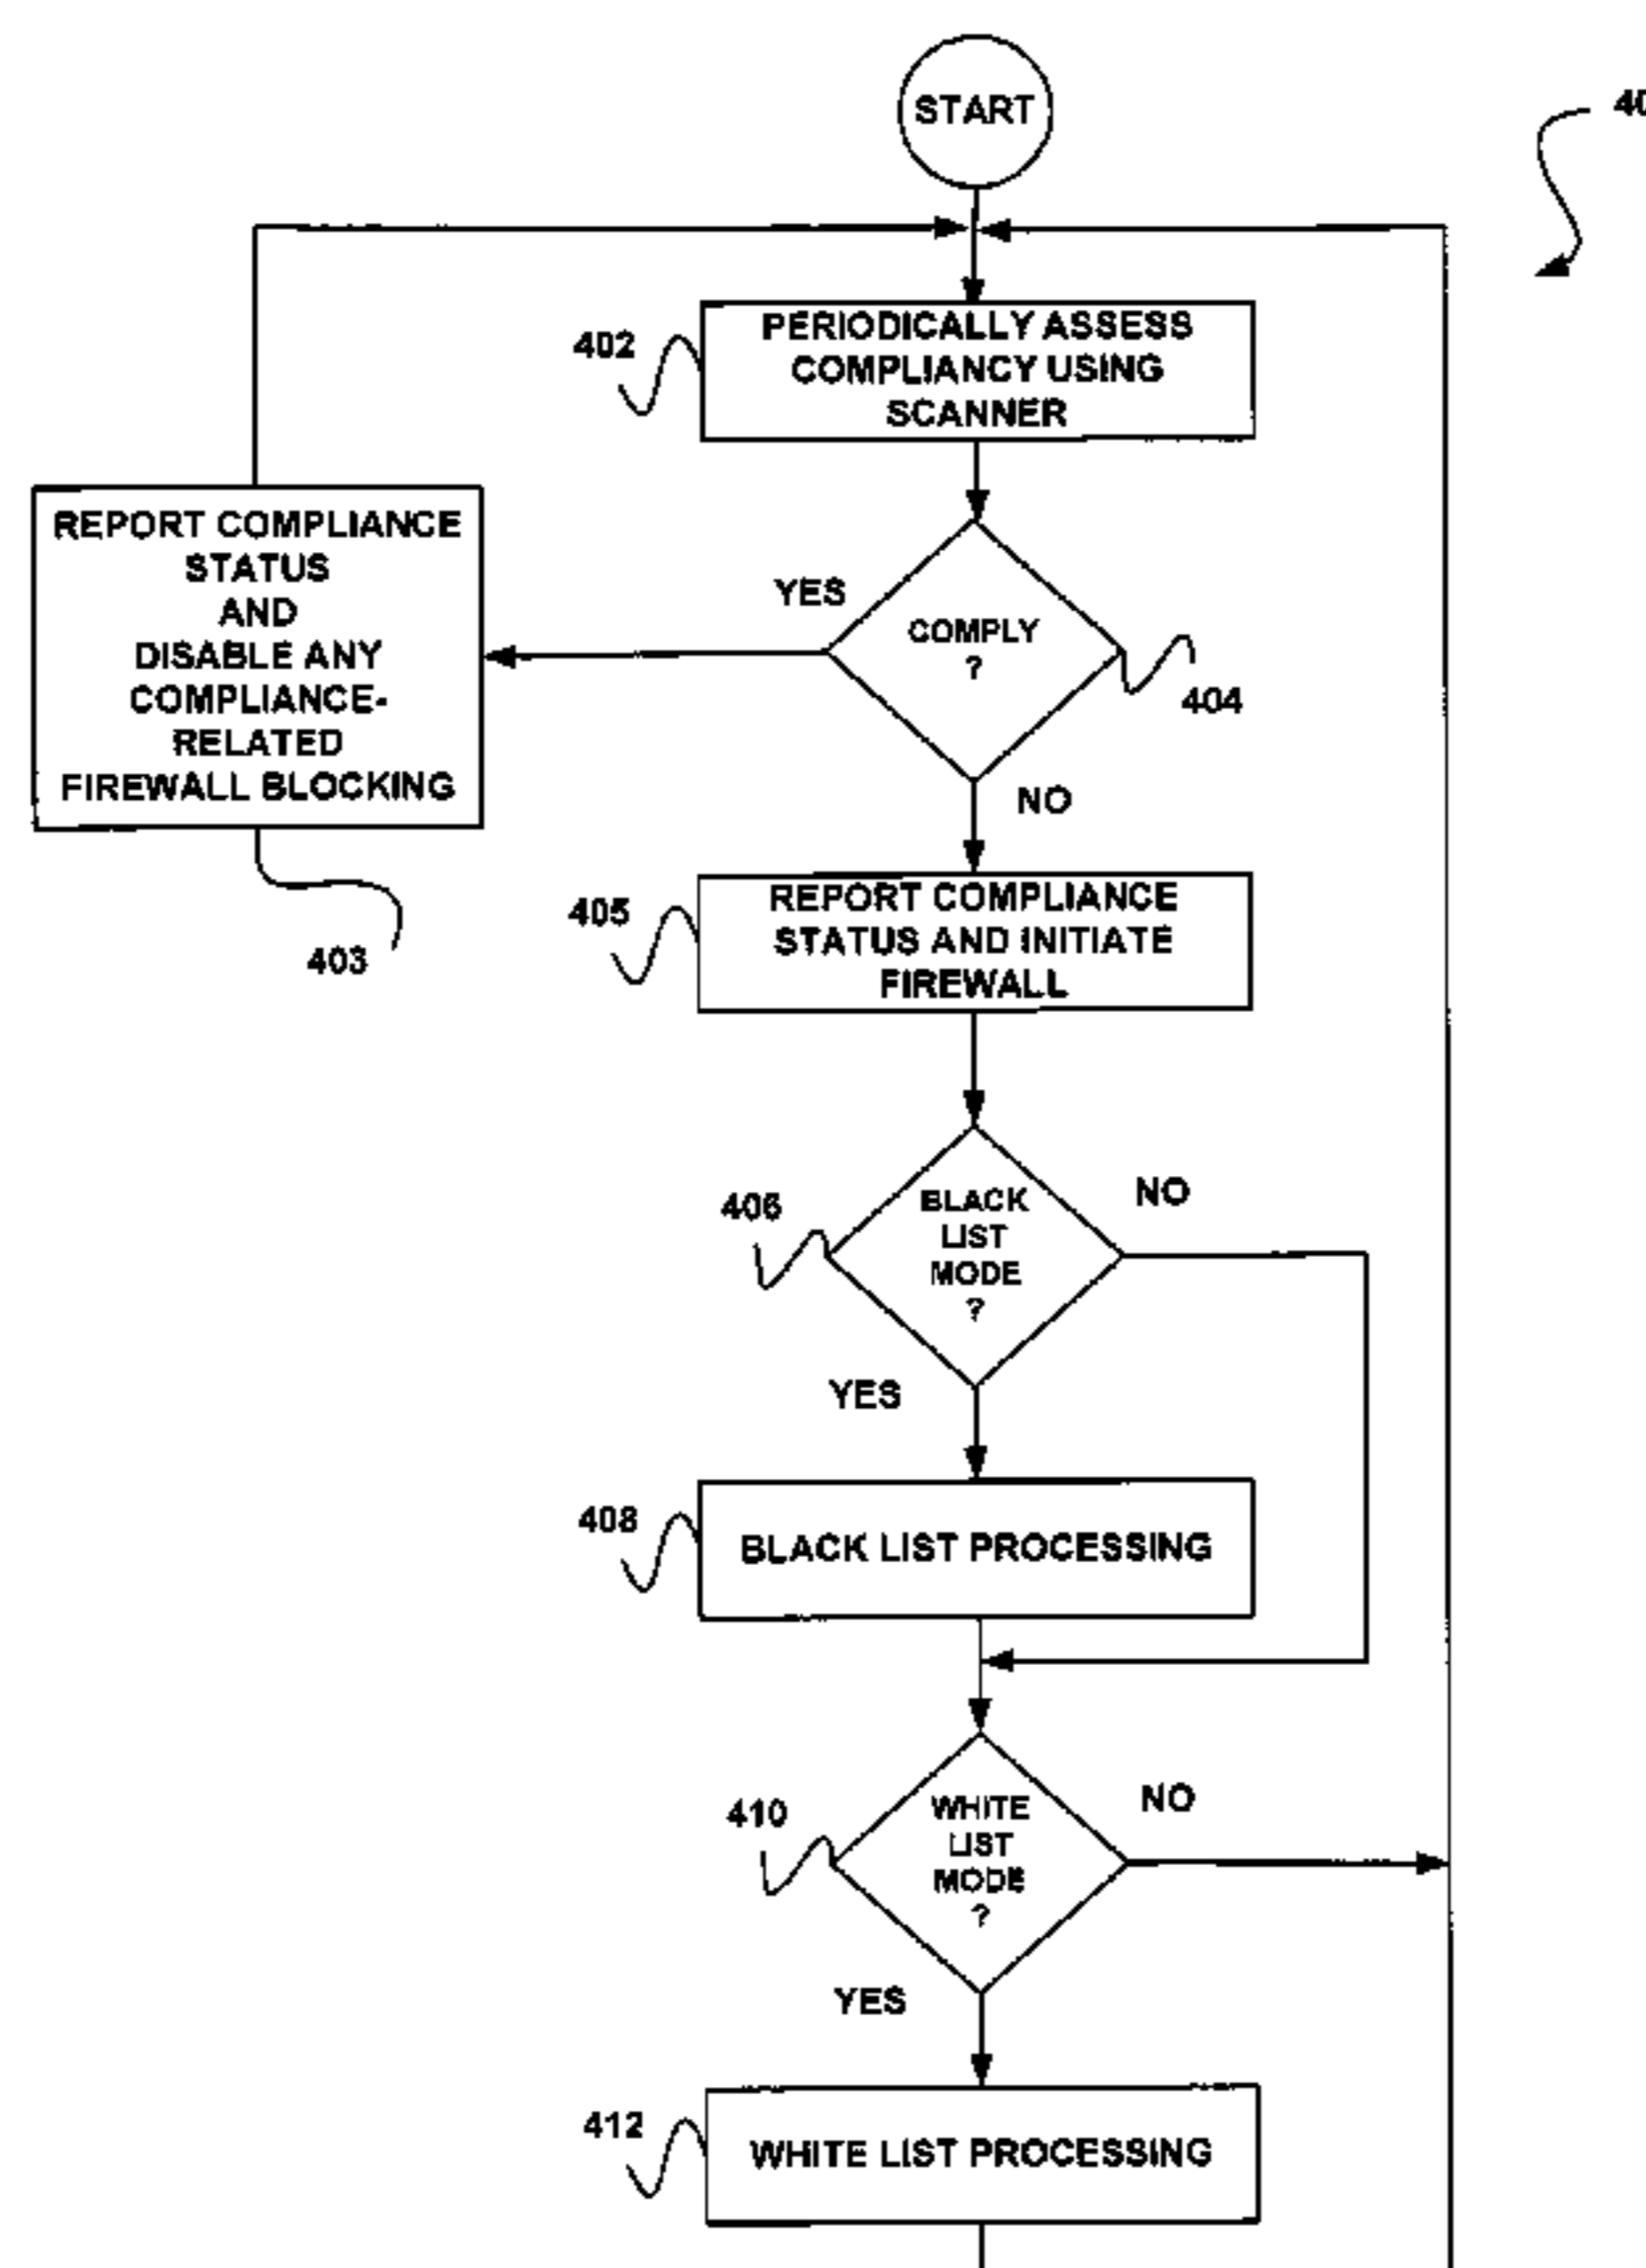 START
40
402
PERIODICALLY ASSESS
COMPLIANCY USING
SCANNER
REPORT COMPLIANCE
STATUS
AND
DISABLE ANY
COMPLIANCE-
RELATED
FIREWALL BLOCKING
YES
COMPLY
?
404
NO
403
405
REPORT COMPLIANCE
STATUS AND INITIATE
FIREWALL
406
BLACK
LIST
MODE
?
NO
YES
408
BLACK LIST PROCESSING
410
WHITE
LIST
MODE
?
NO
YES
412
WHITE LIST PROCESSING